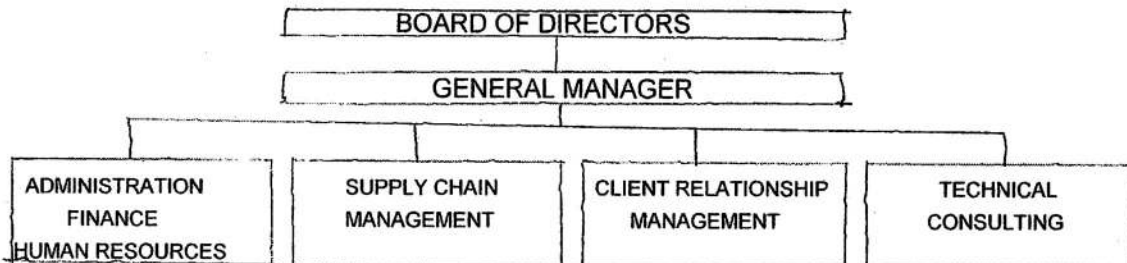 BOARD OF DIRECTORS
GENERAL MANAGER
ADMINISTRATION
FINANCE
HUMAN RESOURCES
SUPPLY CHAIN
MANAGEMENT
CLIENT RELATIONSHIP
MANAGEMENT
TECHNICAL
CONSULTING